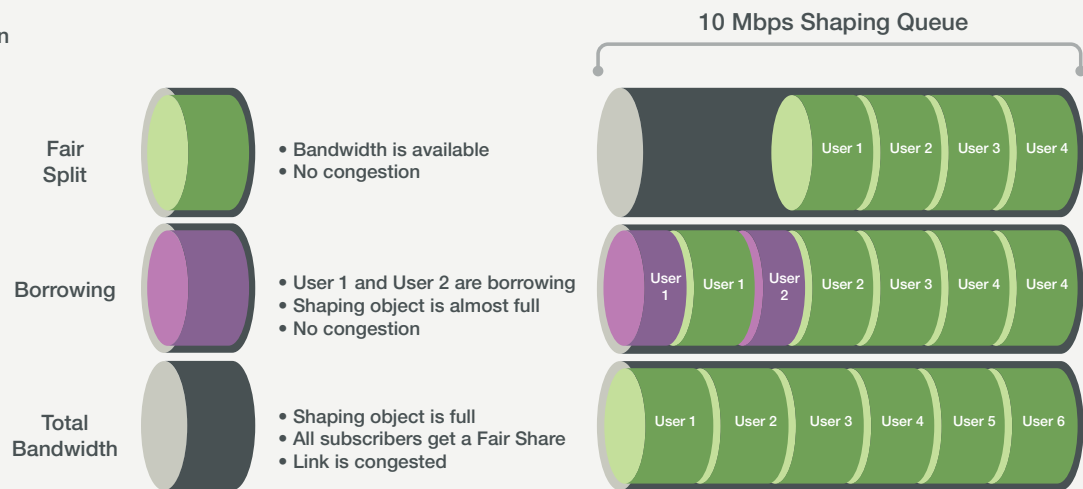 n
10 Mbps Shaping Queue
Fair
Split
• Bandwidth is available
• No congestion
User 1
User 2
User 3
User 4
Borrowing
• User 1 and User 2 are borrowing
• Shaping object is almost full
• No congestion
User
1
User 1
User
2
User 2
User 3
User 4
User 4
Total
Bandwidth
• Shaping object is full
• All subscribers get a Fair Share
• Link is congested
User 1
User 2
User 3
User 4
User 5
User 6